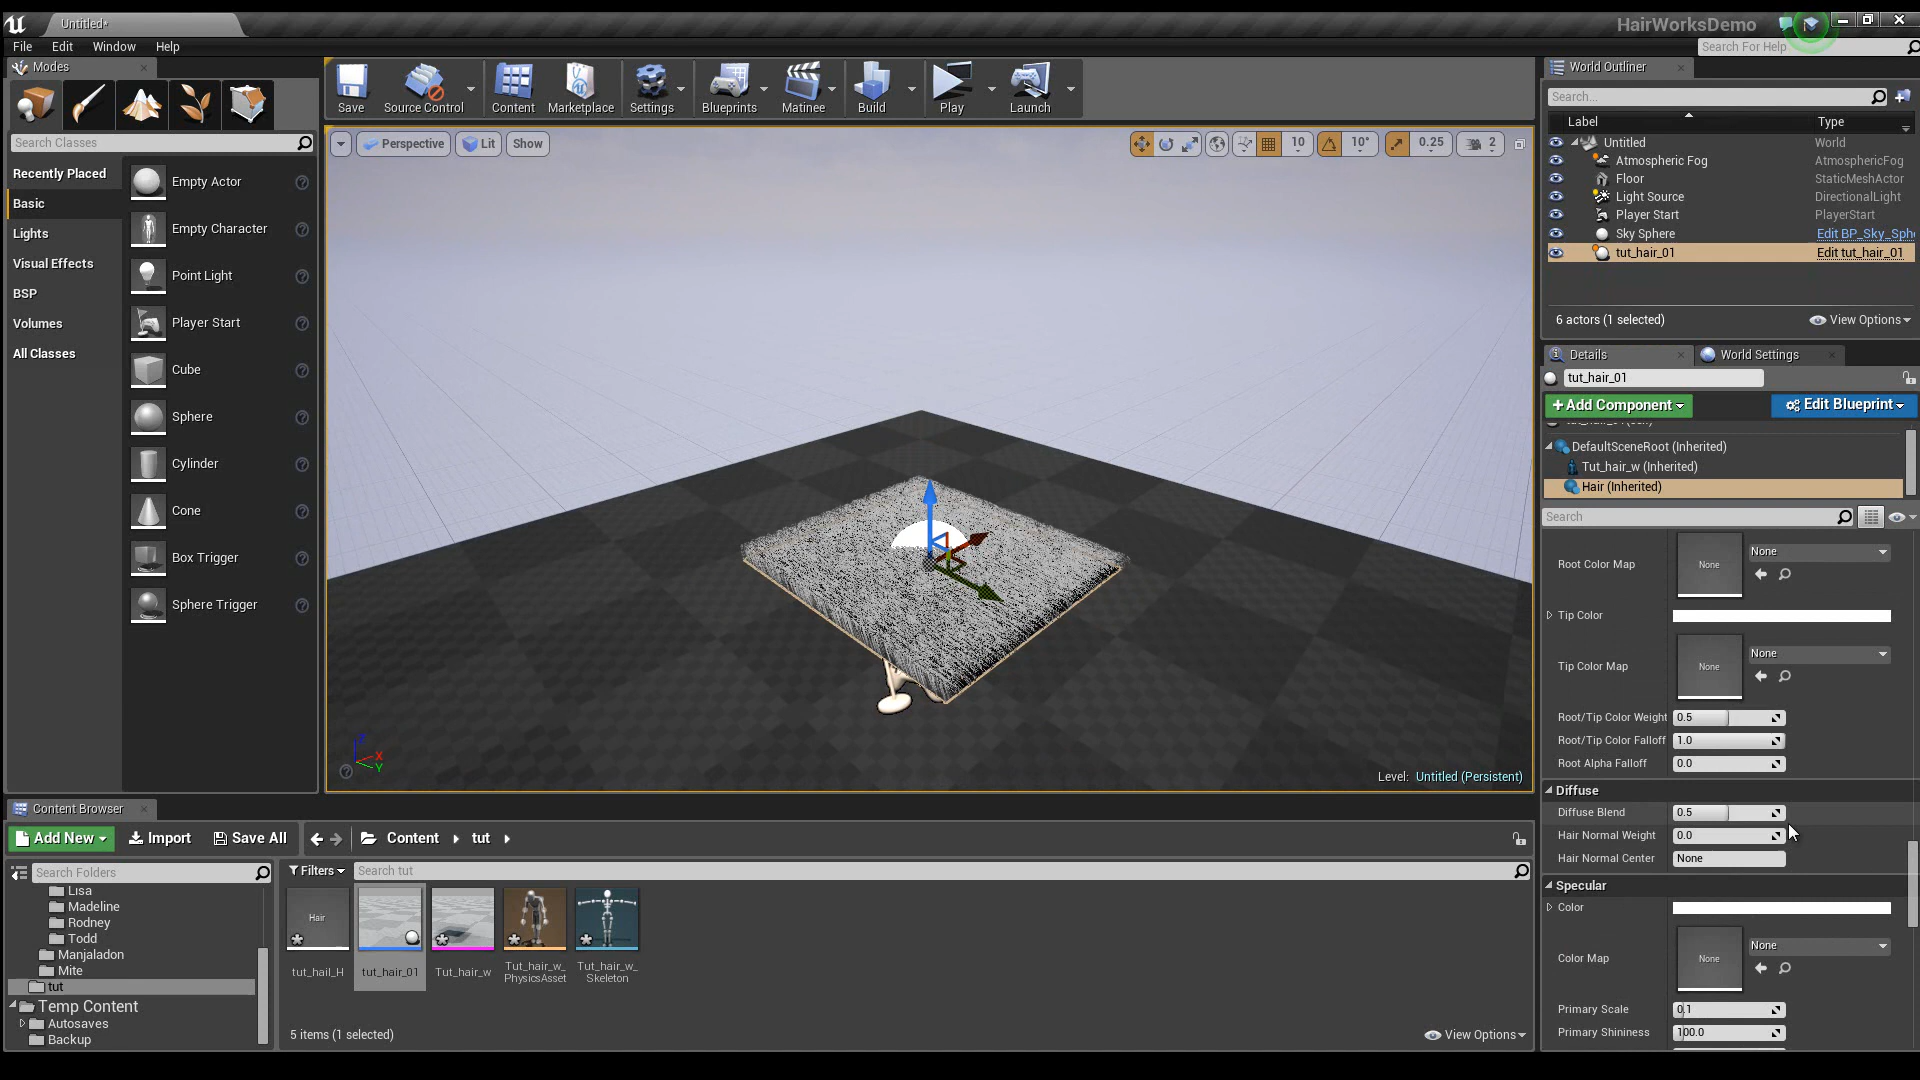 Untitled*
HairWorksDemo
File
Edit
Window
Help
Search For Help
Modes
Search Classes
Recently Placed
Basic
Lights
Visual Effects
BSP
Volumes
All Classes
Empty Actor
Empty Character
Point Light
Player Start
Cube
Sphere
Cylinder
Cone
Box Trigger
Sphere Trigger
Save
Source Control
Content
Marketplace
Settings
Blueprints
Matinee
Build
Play
Launch
Perspective
Lit
Show
10
10°
0.25
2
X
Y
Level: Untitled (Persistent)
World Outliner
Search...
Label
Type
Untitled
World
Atmospheric Fog
AtmosphericFog
Floor
StaticMeshActor
Light Source
DirectionalLight
Player Start
PlayerStart
Sky Sphere
Edit BP_Sky_Sph
tut_hair_01
Edit tut_hair_01
6 actors (1 selected)
View Options
Details
World Settings
tut_hair_01
+Add Component
Edit Blueprint
DefaultSceneRoot (Inherited)
Tut_hair_w (Inherited)
Hair (Inherited)
Search
Root Color Map
None
None
Tip Color
Tip Color Map
None
None
Root/Tip Color Weight
0.5
Root/Tip Color Falloff
1.0
Root Alpha Falloff
0.0
Diffuse
Diffuse Blend
0.5
Hair Normal Weight
0.0
Hair Normal Center
None
Specular
Color
Color Map
None
None
Primary Scale
0.1
Primary Shininess
100.0
Content Browser
Add New
Import
Save All
Content
tut
Search Folders
Lisa
Madeline
Rodney
Todd
Manjaladon
Mite
tut
Temp Content
Autosaves
Backup
Filters
Search tut
Hair
tut_hail_H
tut_hair_01
Tut_hair_w
Tut_hair_w_
PhysicsAsset
Tut_hair_w_
Skeleton
5 items (1 selected)
View Options